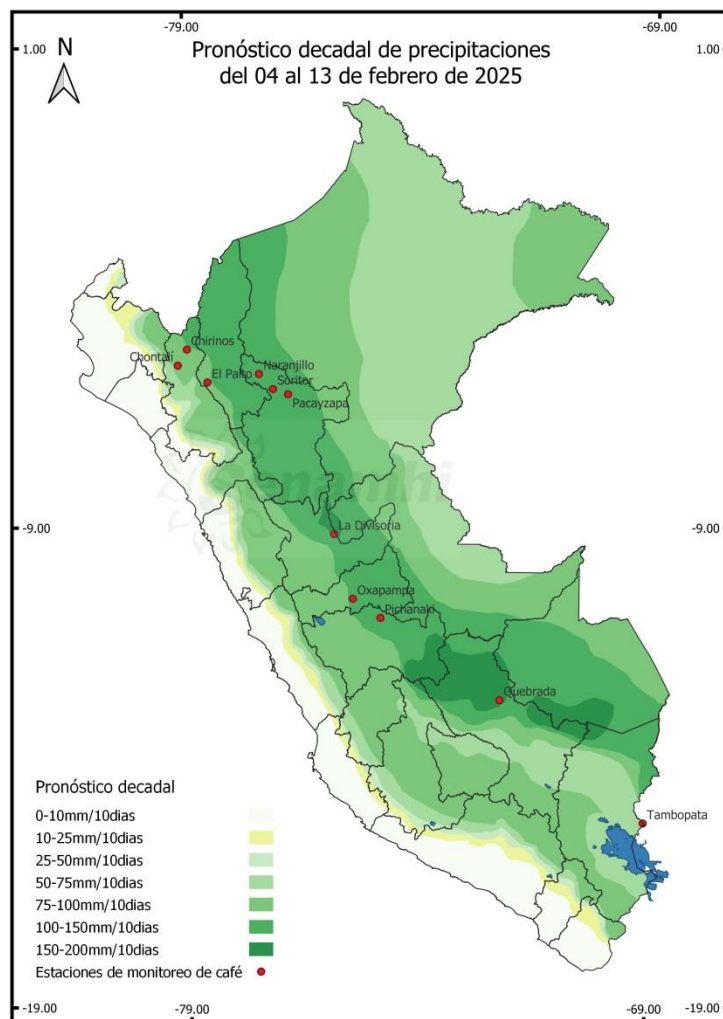 -79.00
-69.00
1.00
1.00
N
Pronóstico decadal de precipitaciones
del 04 al 13 de febrero de 2025
Chirinos
Chontalí
El Palto
Naranjillo
Soritor
Pacayzapa
senamhi
-9.00
-9.00
La Divisoria
Oxapampa
Pichanaki
Quebrada
Tambopata
Pronóstico decadal
0-10mm/10dias
10-25mm/10dias
25-50mm/10dias
50-75mm/10dias
75-100mm/10dias
100-150mm/10dias
150-200mm/10dias
Estaciones de monitoreo de café
-19.00
-19.00
-79.00
-69.00